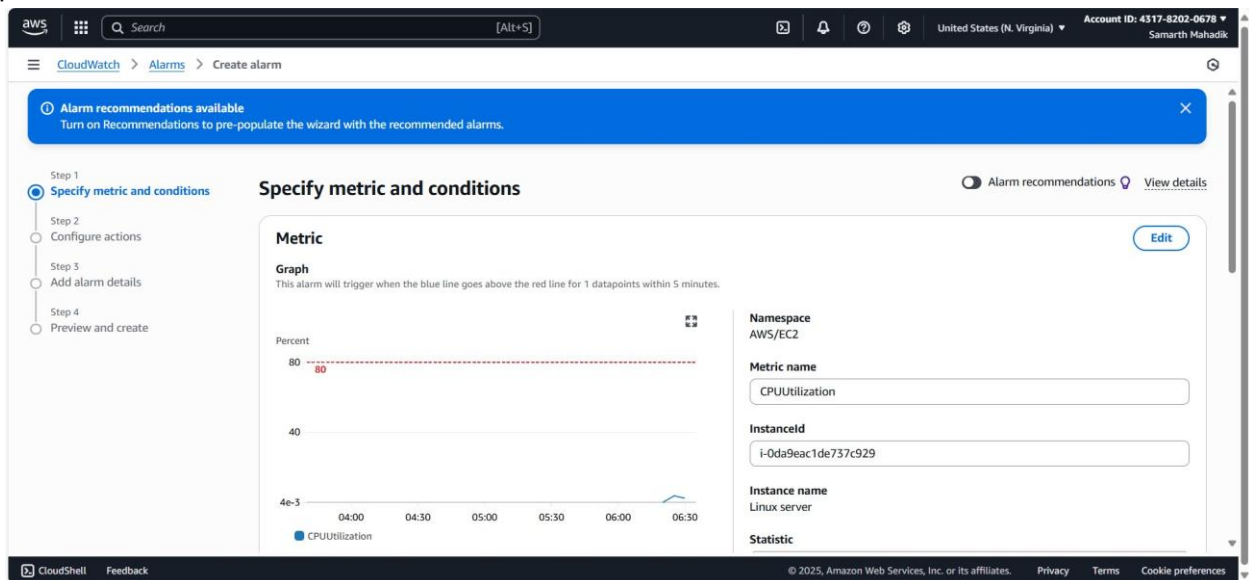 aws
Search
[Alt+S]
United States (N. Virginia) ▼
Account ID: 4317-8202-0678 ▼
Samarth Mahadik
CloudWatch > Alarms > Create alarm
Alarm recommendations available
Turn on Recommendations to pre-populate the wizard with the recommended alarms.
Step 1
Specify metric and conditions
Step 2
Configure actions
Step 3
Add alarm details
Step 4
Preview and create
Specify metric and conditions
Alarm recommendations
View details
Metric
Edit
Graph
This alarm will trigger when the blue line goes above the red line for 1 datapoints within 5 minutes.
Percent
80
80
40
4e-3
04:00 04:30 05:00 05:30 06:00 06:30
CPUUtilization
Namespace
AWS/EC2
Metric name
CPUUtilization
InstanceId
i-0da9eac1de737c929
Instance name
Linux server
Statistic
CloudShell Feedback
© 2025, Amazon Web Services, Inc. or its affiliates. Privacy Terms Cookie preferences